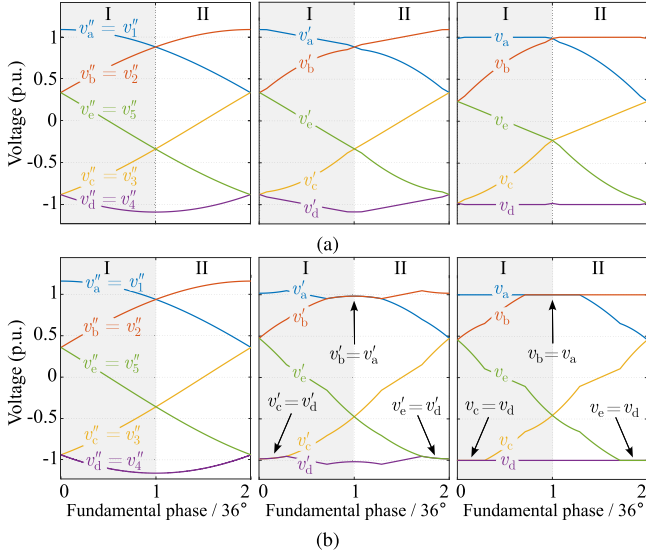 I II
I II
I II
Voltage (p.u.)
1
0.5
0
-0.5
-1
v″a = v″1
v″b = v″2
v″e = v″5
v″c = v″3
v″d = v″4
v′a
v′b
v′e
v′c
v′d
va
vb
ve
vc
vd
(a)
I II
I II
I II
Voltage (p.u.)
1
0.5
0
-0.5
-1
v″a = v″1
v″b = v″2
v″e = v″5
v″c = v″3
v″d = v″4
v′a
v′b
v′b = v′a
v′e
v′c = v′d
v′e = v′d
v′c
v′d
va
vb
vb = va
ve
vc = vd
ve = vd
vc
vd
0 1 2
0 1 2
0 1 2
Fundamental phase / 36°
Fundamental phase / 36°
Fundamental phase / 36°
(b)